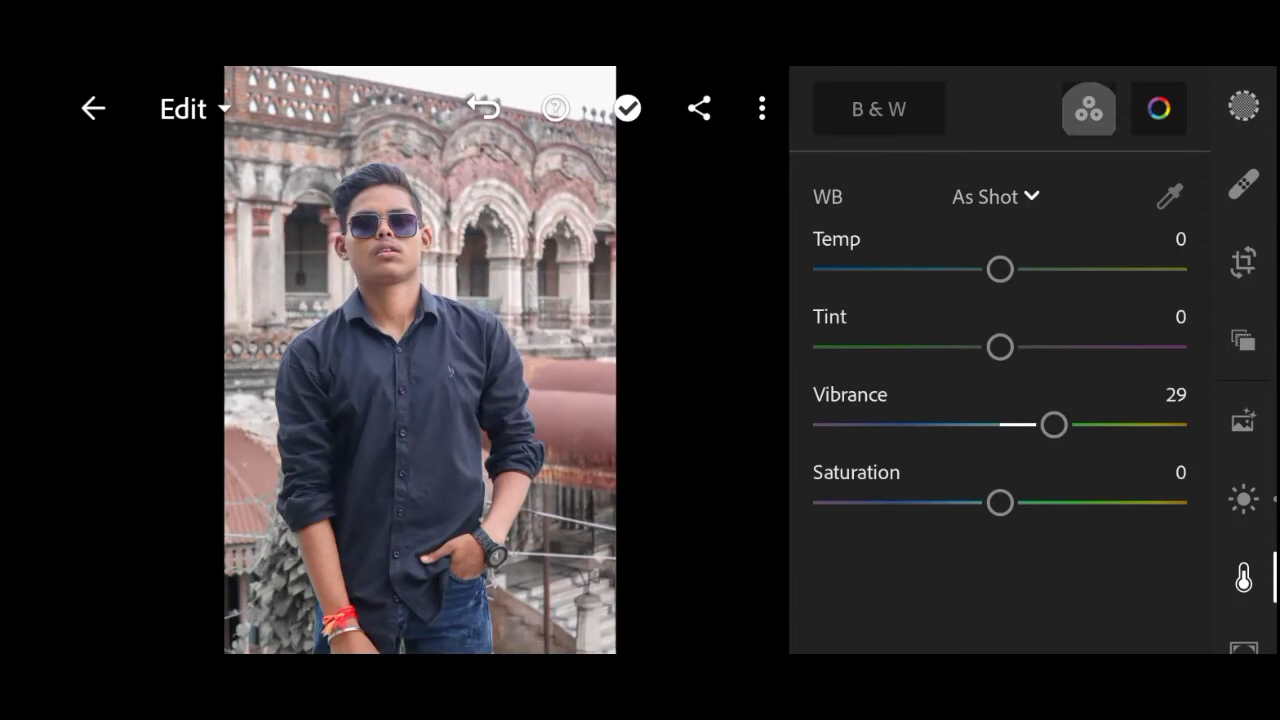 Edit
B & W
WB As Shot
Temp 0
Tint 0
Vibrance 29
Saturation 0